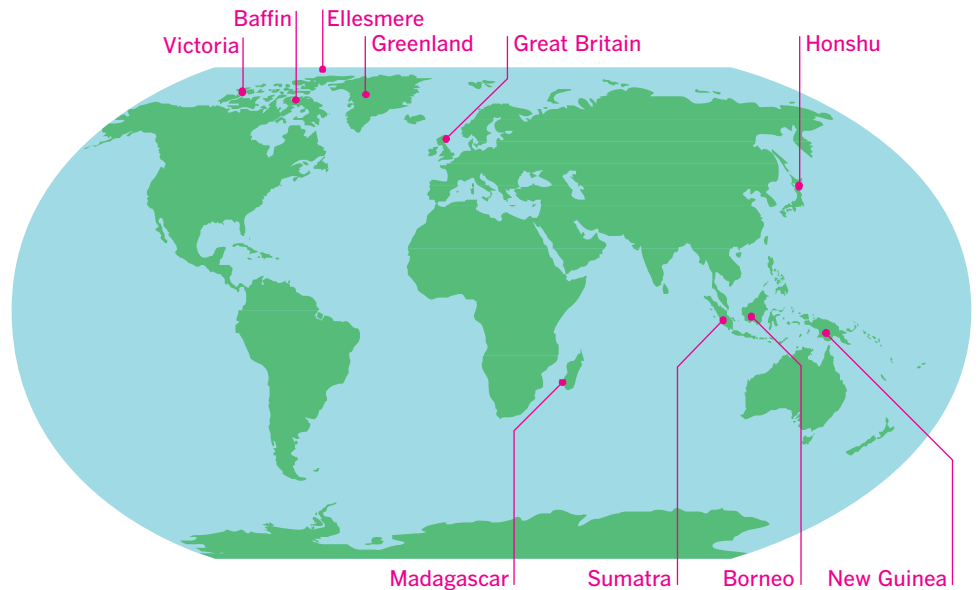 Baffin
Ellesmere
Victoria
Greenland
Great Britain
Honshu
Madagascar
Sumatra
Borneo
New Guinea